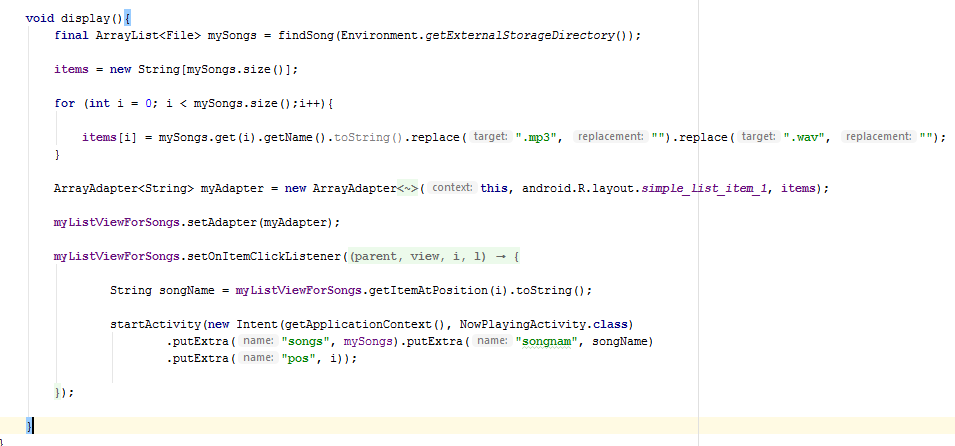 void display(){
final ArrayList<File> mySongs = findSong(Environment.getExternalStorageDirectory());
items = new String[mySongs.size()];
for (int i = 0; i < mySongs.size();i++){
items[i] = mySongs.get(i).getName().toString().replace( target: ".mp3", replacement: "").replace( target: ".wav", replacement: "");
}
ArrayAdapter<String> myAdapter = new ArrayAdapter<~>( context: this, android.R.layout.simple_list_item_1, items);
myListViewForSongs.setAdapter(myAdapter);
myListViewForSongs.setOnItemClickListener((parent, view, i, l) → {
String songName = myListViewForSongs.getItemAtPosition(i).toString();
startActivity(new Intent(getApplicationContext(), NowPlayingActivity.class)
.putExtra( name: "songs", mySongs).putExtra( name: "songnam", songName)
.putExtra( name: "pos", i));
});
}
}